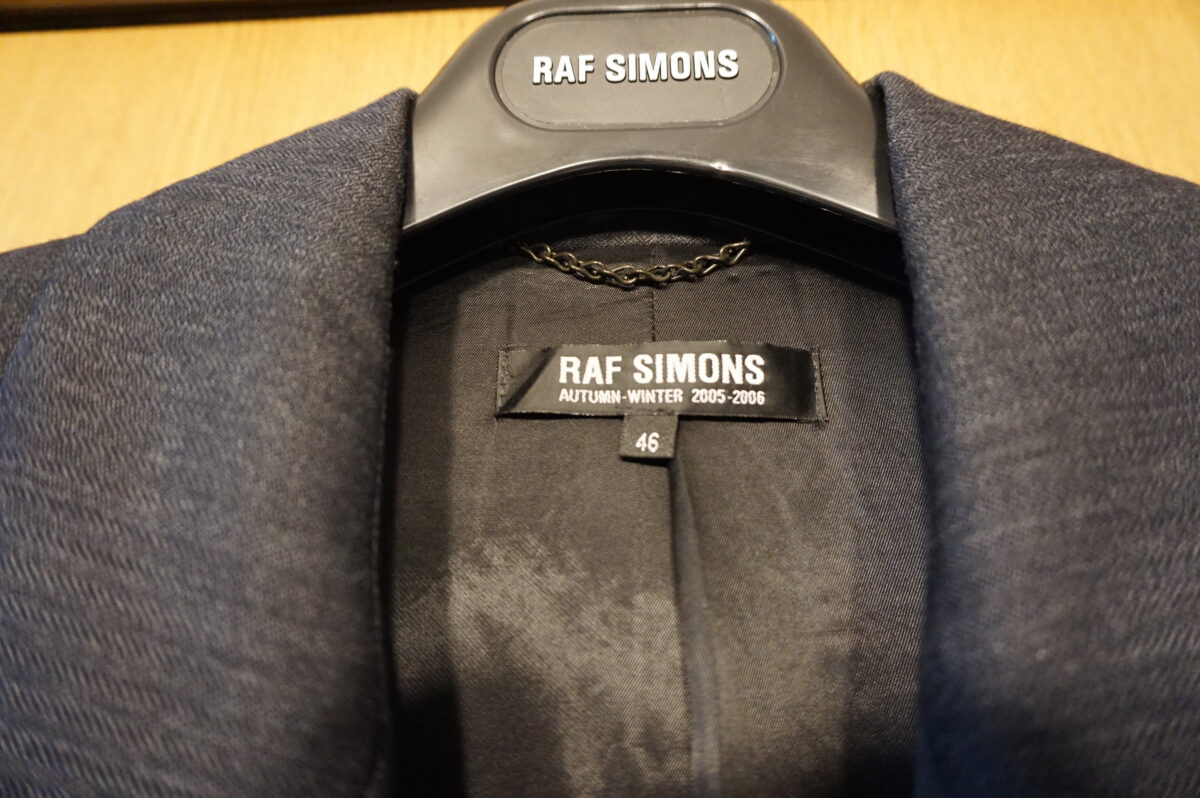 RAF SIMONS
RAF SIMONS
AUTUMN-WINTER 2005-2006
46